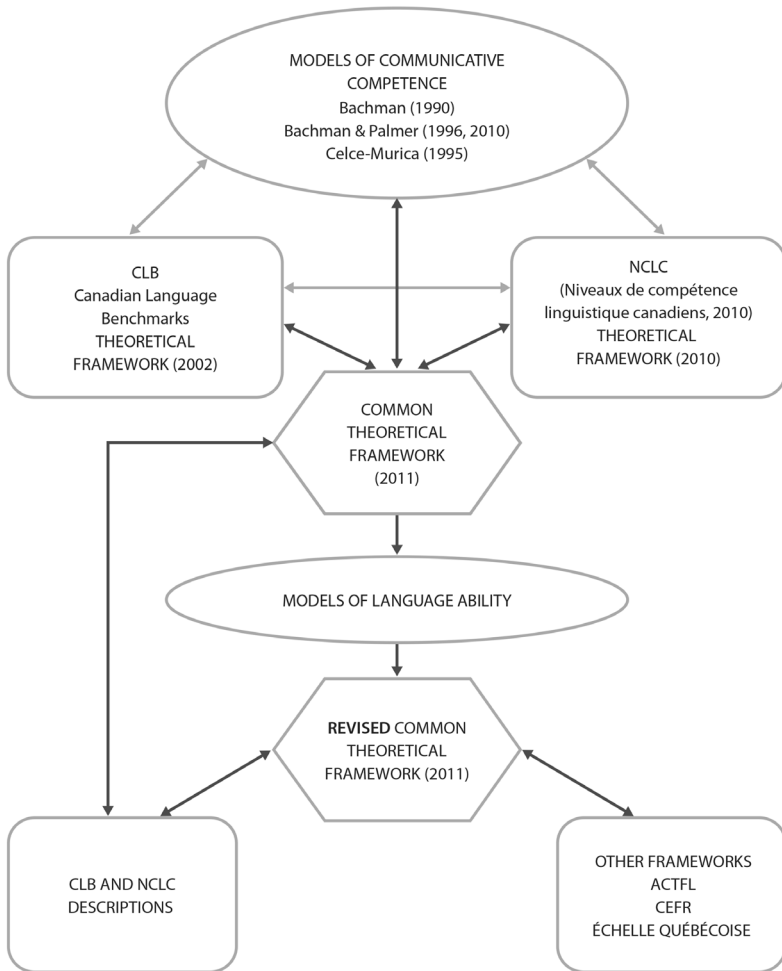 MODELS OF COMMUNICATIVE
COMPETENCE
Bachman (1990)
Bachman & Palmer (1996, 2010)
Celce-Murica (1995)
CLB
Canadian Language
Benchmarks
THEORETICAL
FRAMEWORK (2002)
NCLC
(Niveaux de compétence
linguistique canadiens, 2010)
THEORETICAL
FRAMEWORK (2010)
COMMON
THEORETICAL
FRAMEWORK
(2011)
MODELS OF LANGUAGE ABILITY
REVISED COMMON
THEORETICAL
FRAMEWORK (2011)
CLB AND NCLC
DESCRIPTIONS
OTHER FRAMEWORKS
ACTFL
CEFR
ÉCHELLE QUÉBÉCOISE